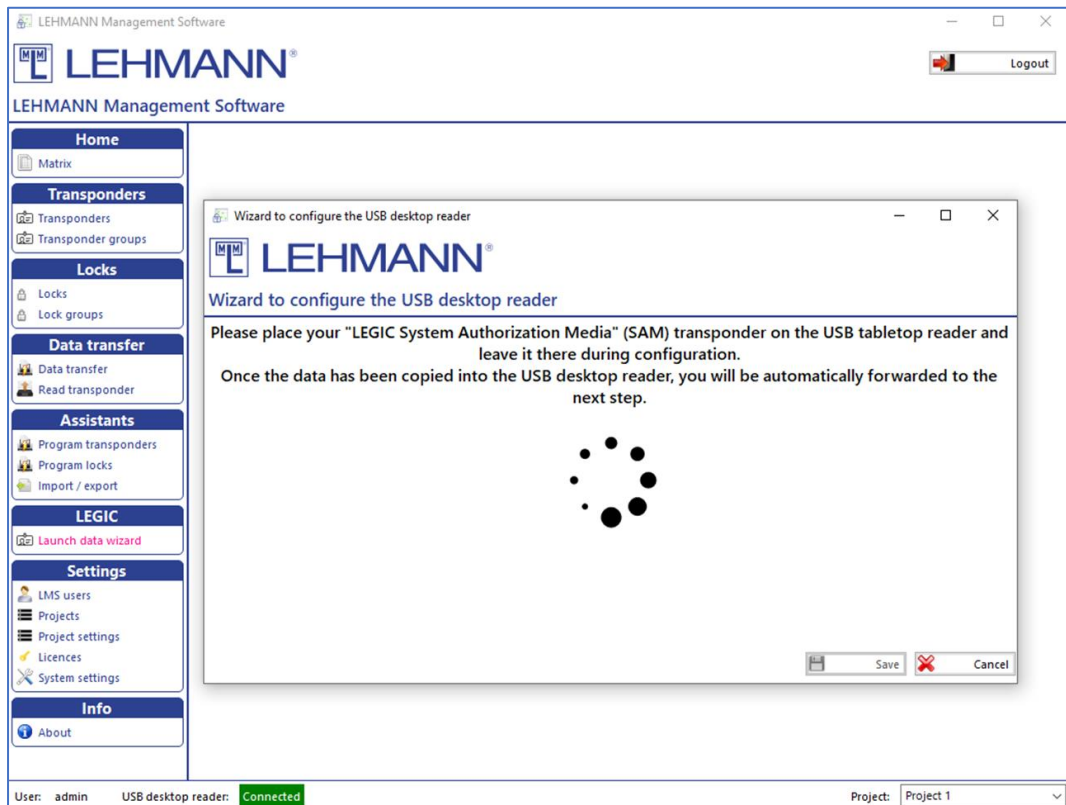 LEHMANN Management Software
LEHMANN®
Logout
LEHMANN Management Software
Home
Matrix
Transponders
Transponders
Transponder groups
Locks
Locks
Lock groups
Data transfer
Data transfer
Read transponder
Assistants
Program transponders
Program locks
Import / export
LEGIC
Launch data wizard
Settings
LMS users
Projects
Project settings
Licences
System settings
Info
About
Wizard to configure the USB desktop reader
LEHMANN®
Wizard to configure the USB desktop reader
Please place your "LEGIC System Authorization Media" (SAM) transponder on the USB tabletop reader and
leave it there during configuration.
Once the data has been copied into the USB desktop reader, you will be automatically forwarded to the
next step.
Save
Cancel
User: admin USB desktop reader: Connected Project: Project 1